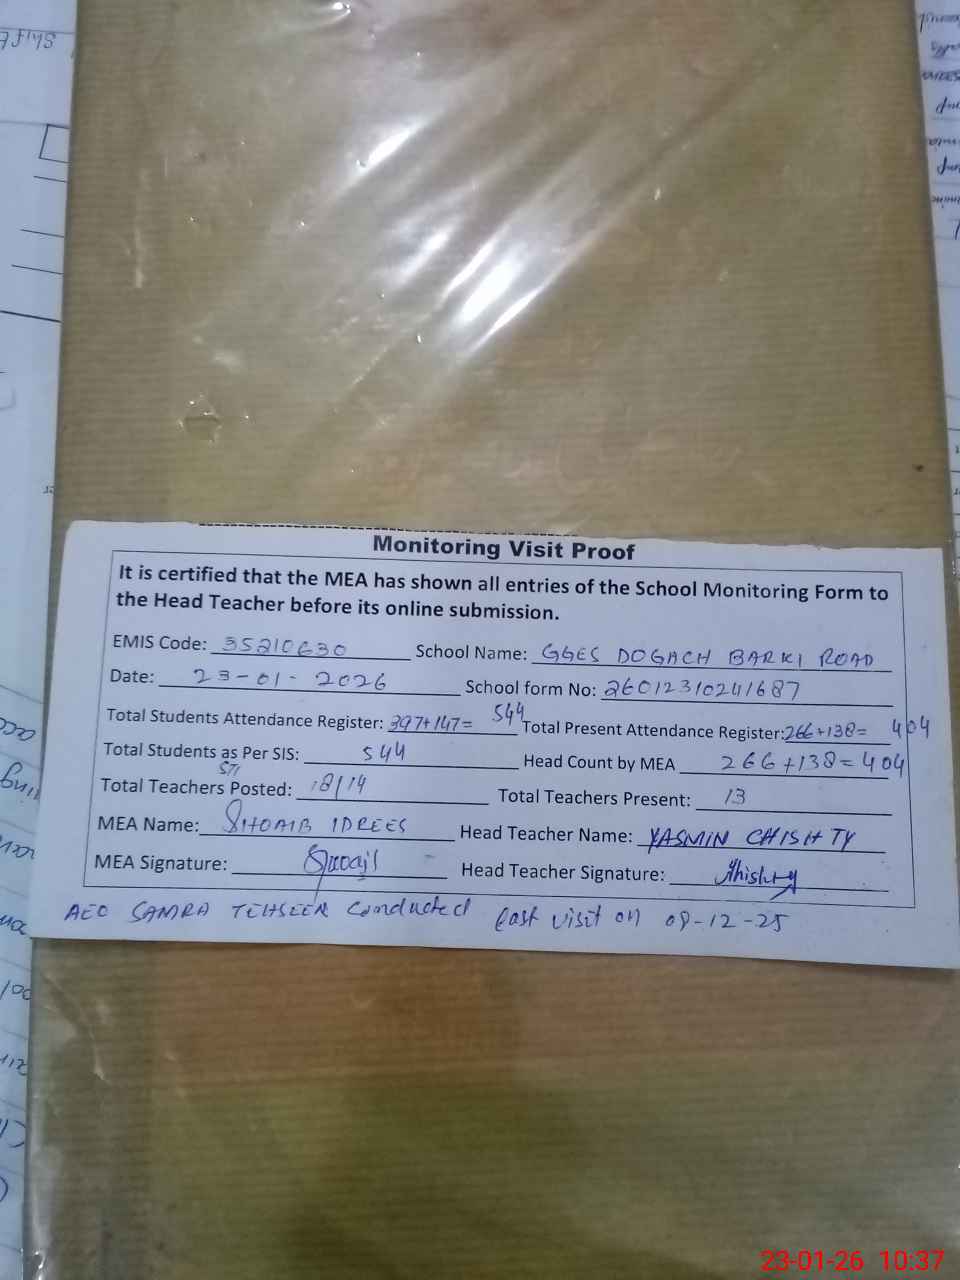 Monitoring Visit Proof
It is certified that the MEA has shown all entries of the School Monitoring Form to
the Head Teacher before its online submission.
EMIS Code: 35210630 School Name: GGES DOGACH BARKI ROAD
Date: 23-01-2026 School form No: 26012310241687
Total Students Attendance Register: 397+147= 544 Total Present Attendance Register: 266+138= 404
Total Students as Per SIS: 544 Head Count by MEA 266+138=404
STI
Total Teachers Posted: 18/14 Total Teachers Present: 13
MEA Name: SHOAIB IDREES Head Teacher Name: YASMIN CHISHTY
MEA Signature: Head Teacher Signature: Chishty
AEO SAMRA TEHSEEN conducted last visit on 08-12-25
23-01-26 10:37